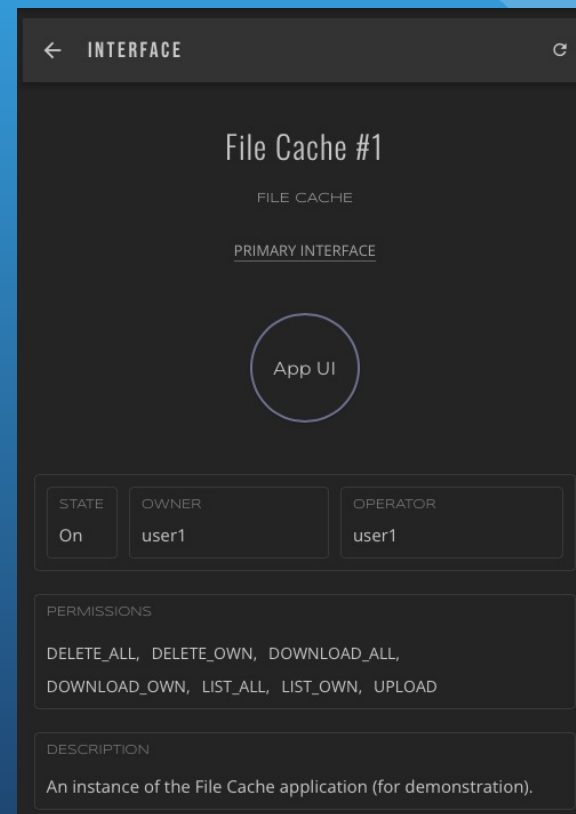 INTERFACE
File Cache #1
FILE CACHE
PRIMARY INTERFACE
App UI
STATE
On
OWNER
user1
OPERATOR
user1
PERMISSIONS
DELETE_ALL, DELETE_OWN, DOWNLOAD_ALL,
DOWNLOAD_OWN, LIST_ALL, LIST_OWN, UPLOAD
DESCRIPTION
An instance of the File Cache application (for demonstration).